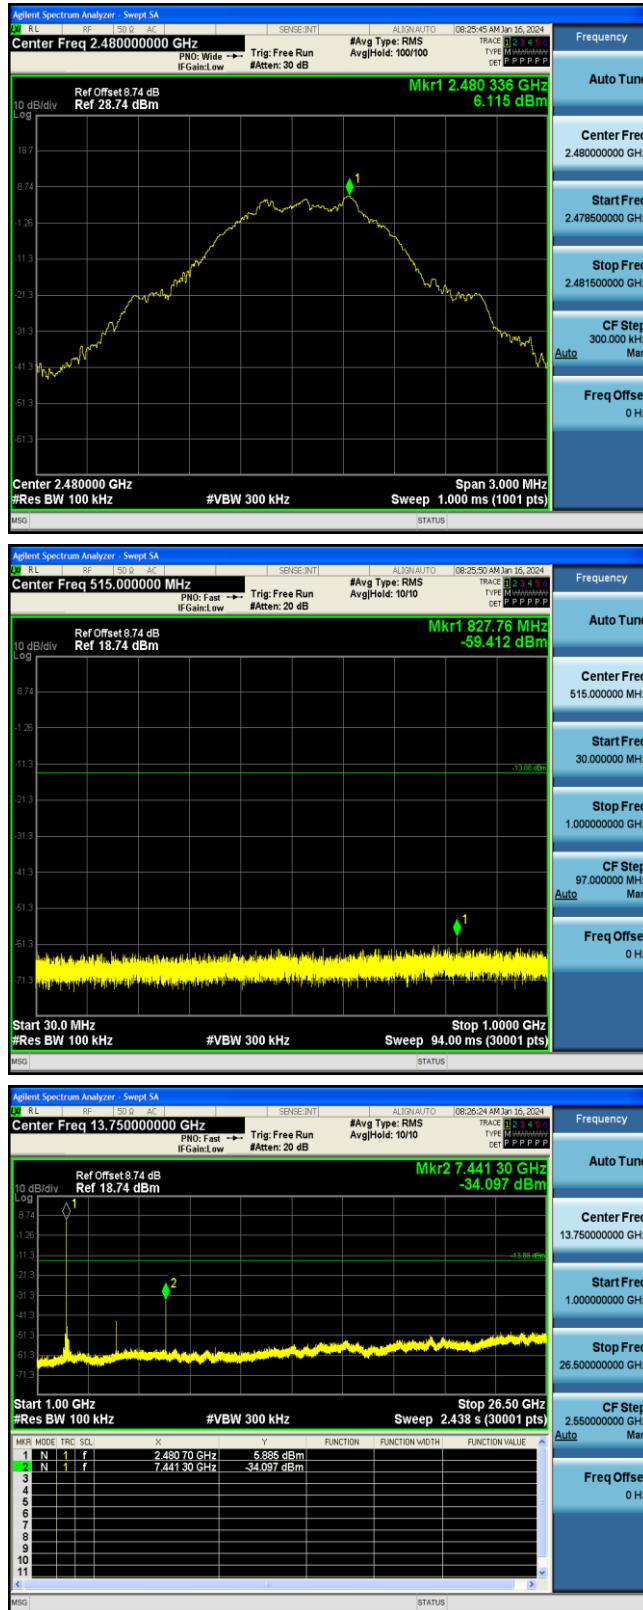 Agilent Spectrum Analyzer - Swept SA
RL RF 50 Ω AC SENSE:INT ALIGNAUTO 08:25:45 AM Jan 16, 2024
Center Freq 2.480000000 GHz
PNO: Wide
IFGain:Low
Trig: Free Run
#Atten: 30 dB
#Avg Type: RMS
Avg|Hold: 100/100
TRACE 1 2 3 4 5 6
TYPE M
DET P P P P P P
Frequency
Mkr1 2.480 336 GHz
6.115 dBm
Ref Offset 8.74 dB
Ref 28.74 dBm
10 dB/div
Log
18.7
8.74
-1.26
-11.3
-21.3
-31.3
-41.3
-51.3
-61.3
1
Auto Tune
Center Freq
2.480000000 GHz
Start Freq
2.478500000 GHz
Stop Freq
2.481500000 GHz
CF Step
300.000 kHz
Auto Man
Freq Offset
0 Hz
Center 2.480000 GHz
Span 3.000 MHz
#Res BW 100 kHz
#VBW 300 kHz
Sweep 1.000 ms (1001 pts)
MSG STATUS
Agilent Spectrum Analyzer - Swept SA
RL RF 50 Ω AC SENSE:INT ALIGNAUTO 08:25:50 AM Jan 16, 2024
Center Freq 515.000000 MHz
PNO: Fast
IFGain:Low
Trig: Free Run
#Atten: 20 dB
#Avg Type: RMS
Avg|Hold: 10/10
TRACE 1 2 3 4 5 6
TYPE M
DET P P P P P P
Frequency
Mkr1 827.76 MHz
-59.412 dBm
Ref Offset 8.74 dB
Ref 18.74 dBm
10 dB/div
Log
8.74
-1.26
-11.3
-21.3
-31.3
-41.3
-51.3
-61.3
-71.3
-13.88 dBm
1
Auto Tune
Center Freq
515.000000 MHz
Start Freq
30.000000 MHz
Stop Freq
1.000000000 GHz
CF Step
97.000000 MHz
Auto Man
Freq Offset
0 Hz
Start 30.0 MHz
Stop 1.0000 GHz
#Res BW 100 kHz
#VBW 300 kHz
Sweep 94.00 ms (30001 pts)
MSG STATUS
Agilent Spectrum Analyzer - Swept SA
RL RF 50 Ω AC SENSE:INT ALIGNAUTO 08:26:24 AM Jan 16, 2024
Center Freq 13.750000000 GHz
PNO: Fast
IFGain:Low
Trig: Free Run
#Atten: 20 dB
#Avg Type: RMS
Avg|Hold: 10/10
TRACE 1 2 3 4 5 6
TYPE M
DET P P P P P P
Frequency
Mkr2 7.441 30 GHz
-34.097 dBm
Ref Offset 8.74 dB
Ref 18.74 dBm
10 dB/div
Log
8.74
-1.26
-11.3
-21.3
-31.3
-41.3
-51.3
-61.3
-71.3
-13.88 dBm
1
2
Auto Tune
Center Freq
13.750000000 GHz
Start Freq
1.000000000 GHz
Stop Freq
26.500000000 GHz
CF Step
2.550000000 GHz
Auto Man
Freq Offset
0 Hz
Start 1.00 GHz
Stop 26.50 GHz
#Res BW 100 kHz
#VBW 300 kHz
Sweep 2.438 s (30001 pts)
MKR MODE TRC SCL X Y FUNCTION FUNCTION WIDTH FUNCTION VALUE
1 N 1 f 2.480 70 GHz 5.885 dBm
2 N 1 f 7.441 30 GHz -34.097 dBm
3
4
5
6
7
8
9
10
11
MSG STATUS